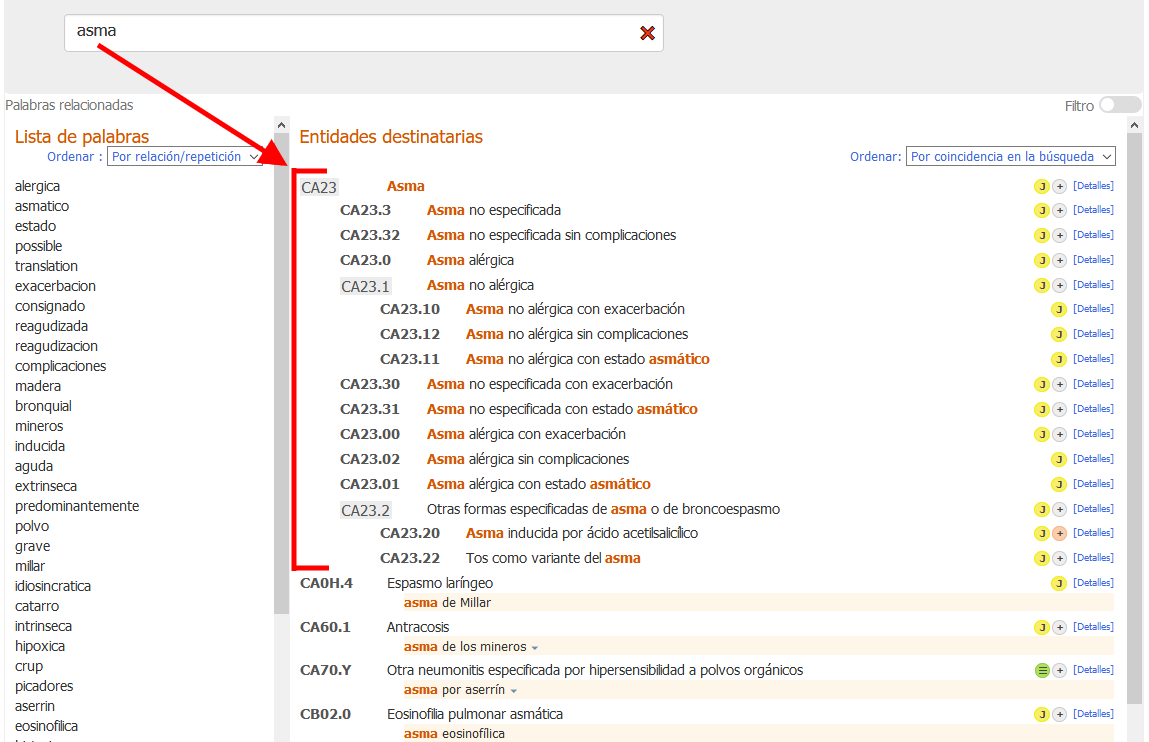 asma
Palabras relacionadas
Filtro
Lista de palabras
Ordenar : Por relación/repetición
alergica
asmatico
estado
possible
translation
exacerbacion
consignado
reagudizada
reagudizacion
complicaciones
madera
bronquial
mineros
inducida
aguda
extrinseca
predominantemente
polvo
grave
millar
idiosincratica
catarro
intrinseca
hipoxica
crup
picadores
aserrin
eosinofilica
Entidades destinatarias
Ordenar: Por coincidencia en la búsqueda
CA23 Asma J + [Detalles]
CA23.3 Asma no especificada J + [Detalles]
CA23.32 Asma no especificada sin complicaciones J + [Detalles]
CA23.0 Asma alérgica J + [Detalles]
CA23.1 Asma no alérgica J + [Detalles]
CA23.10 Asma no alérgica con exacerbación J [Detalles]
CA23.12 Asma no alérgica sin complicaciones J [Detalles]
CA23.11 Asma no alérgica con estado asmático J [Detalles]
CA23.30 Asma no especificada con exacerbación J + [Detalles]
CA23.31 Asma no especificada con estado asmático J + [Detalles]
CA23.00 Asma alérgica con exacerbación J + [Detalles]
CA23.02 Asma alérgica sin complicaciones J [Detalles]
CA23.01 Asma alérgica con estado asmático J [Detalles]
CA23.2 Otras formas especificadas de asma o de broncoespasmo J + [Detalles]
CA23.20 Asma inducida por ácido acetilsalicílico J + [Detalles]
CA23.22 Tos como variante del asma J + [Detalles]
CA0H.4 Espasmo laríngeo J [Detalles]
asma de Millar
CA60.1 Antracosis J + [Detalles]
asma de los mineros
CA70.Y Otra neumonitis especificada por hipersensibilidad a polvos orgánicos + [Detalles]
asma por aserrín
CB02.0 Eosinofilia pulmonar asmática J + [Detalles]
asma eosinofílica